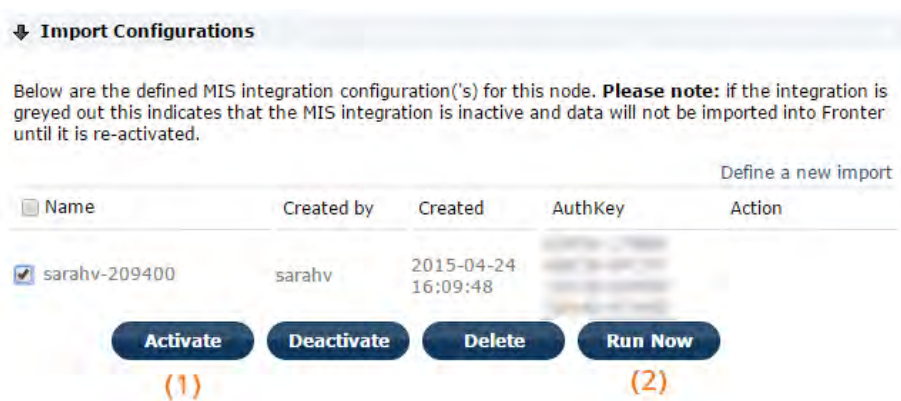 Import Configurations
Below are the defined MIS integration configuration('s) for this node. Please note: if the integration is
greyed out this indicates that the MIS integration is inactive and data will not be imported into Fronter
until it is re-activated.
Define a new import
Name Created by Created AuthKey Action
sarahv-209400 sarahv 2015-04-24
16:09:48
Activate Deactivate Delete Run Now
(1) (2)